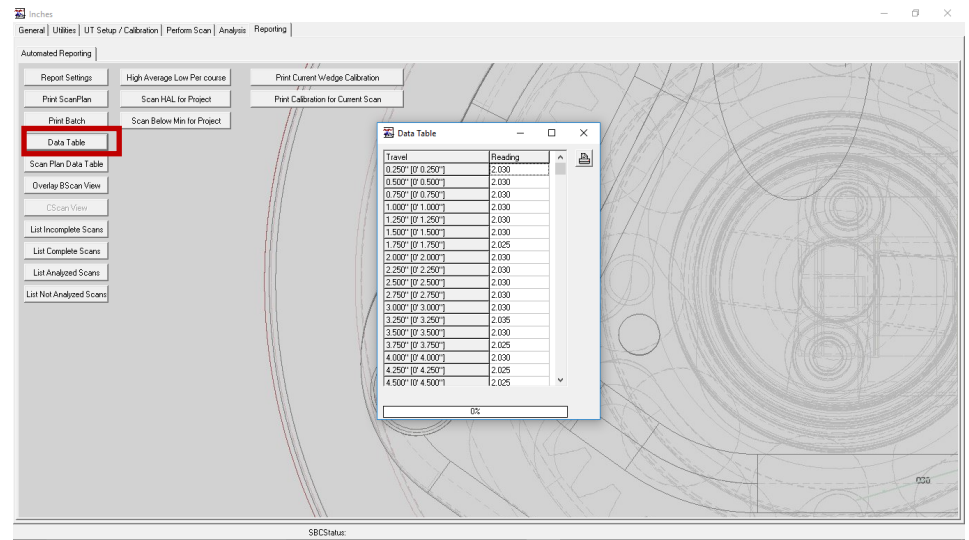 Inches
General Utilities UT Setup / Calibration Perform Scan Analysis Reporting
Automated Reporting
Report Settings High Average Low Per course Print Current Wedge Calibration
Print ScanPlan Scan HAL for Project Print Calibration for Current Scan
Print Batch Scan Below Min for Project
Data Table
Scan Plan Data Table
Overlay BScan View
CScan View
List Incomplete Scans
List Complete Scans
List Analyzed Scans
List Not Analyzed Scans
Data Table
Travel Reading
0.250" [0' 0.250"] 2.030
0.500" [0' 0.500"] 2.030
0.750" [0' 0.750"] 2.030
1.000" [0' 1.000"] 2.030
1.250" [0' 1.250"] 2.030
1.500" [0' 1.500"] 2.030
1.750" [0' 1.750"] 2.025
2.000" [0' 2.000"] 2.030
2.250" [0' 2.250"] 2.030
2.500" [0' 2.500"] 2.030
2.750" [0' 2.750"] 2.030
3.000" [0' 3.000"] 2.030
3.250" [0' 3.250"] 2.035
3.500" [0' 3.500"] 2.030
3.750" [0' 3.750"] 2.025
4.000" [0' 4.000"] 2.030
4.250" [0' 4.250"] 2.025
4.500" [0' 4.500"] 2.025
0%
SBCStatus: